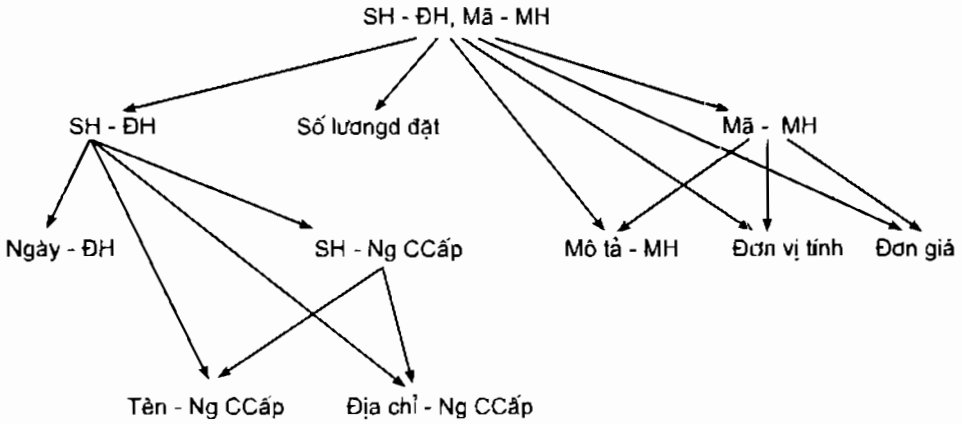 SH - ĐH, Mã - MH
SH - ĐH
Số lươngd đặt
Mã - MH
Ngày - ĐH
SH - Ng CCấp
Mô tả - MH
Đơn vị tính
Đơn giá
Tên - Ng CCấp
Địa chỉ - Ng CCấp